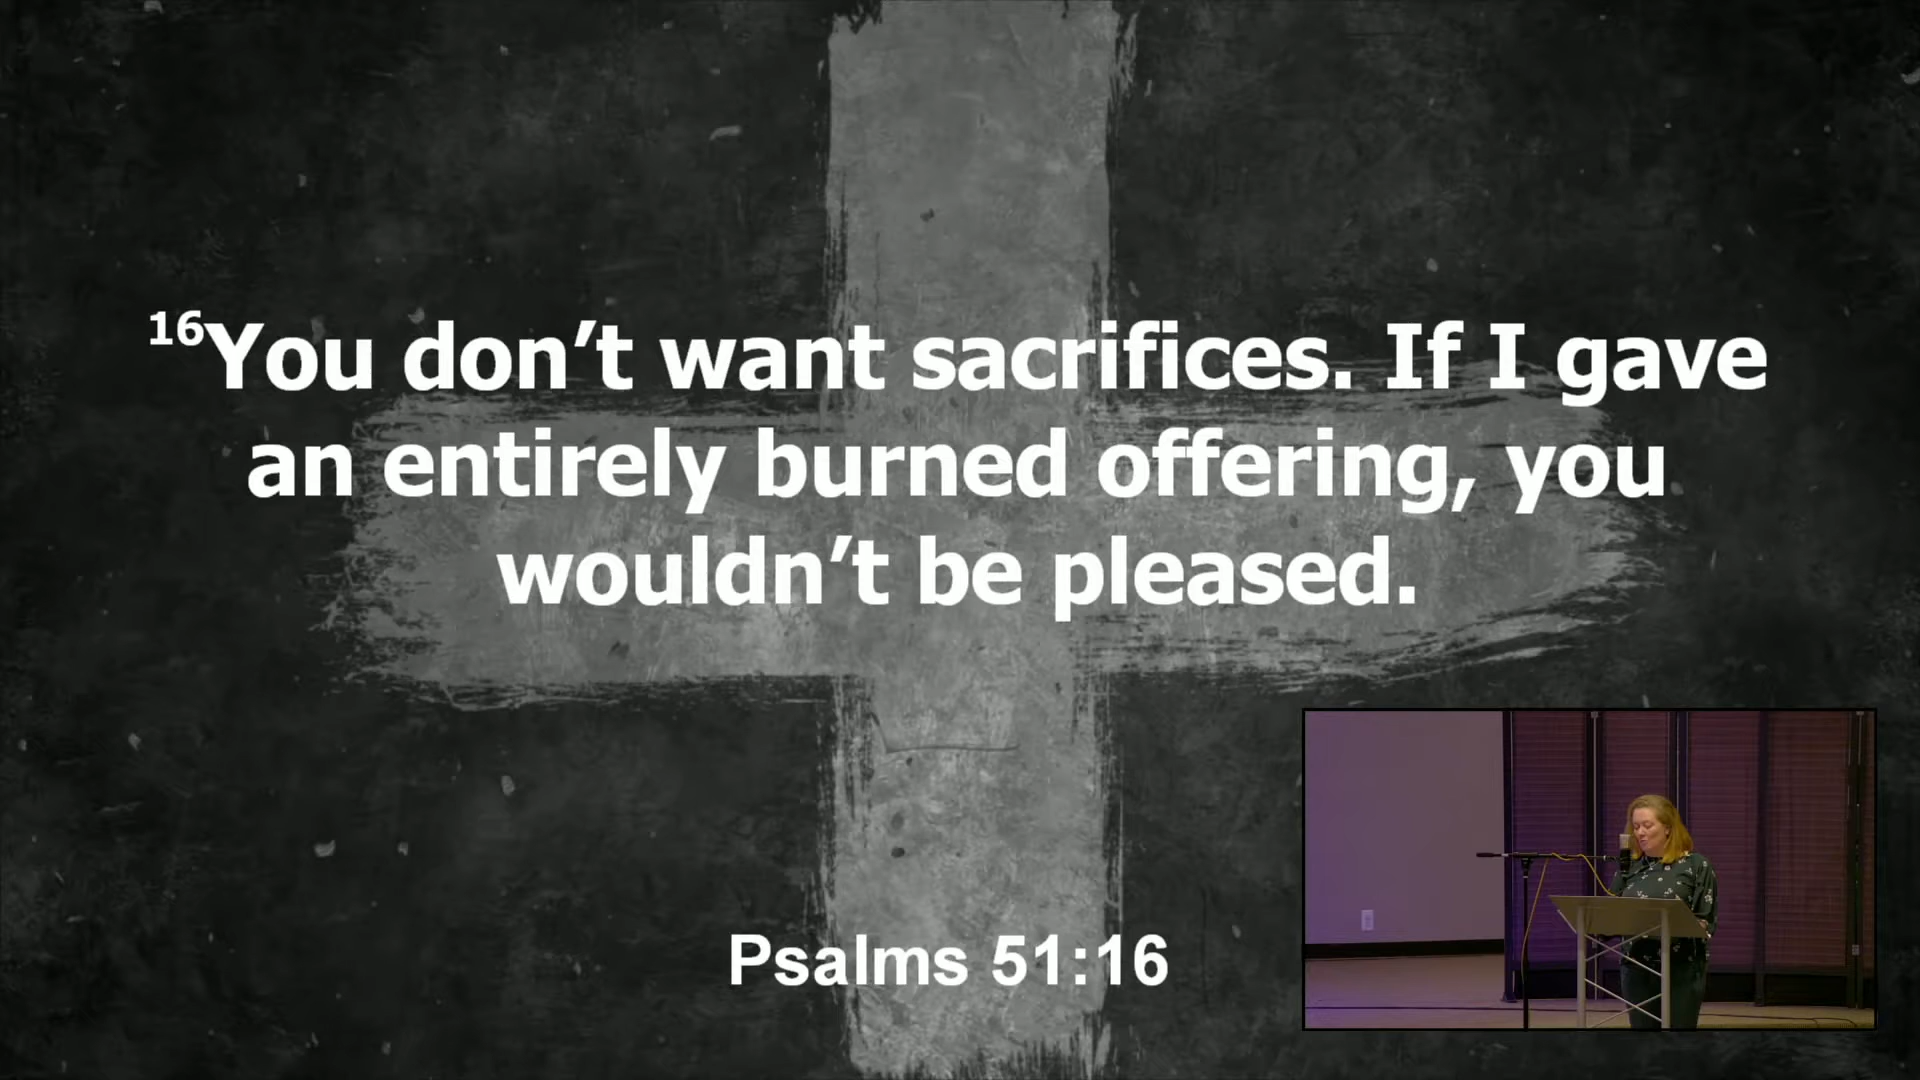 16You don’t want sacrifices. If I gave
an entirely burned offering, you
wouldn’t be pleased.
Psalms 51:16